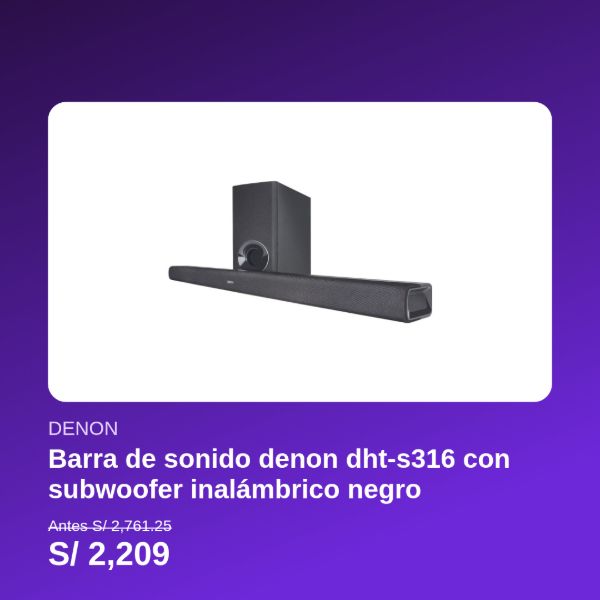 DENON
Barra de sonido denon dht-s316 con
subwoofer inalámbrico negro
Antes S/ 2,761.25
S/ 2,209